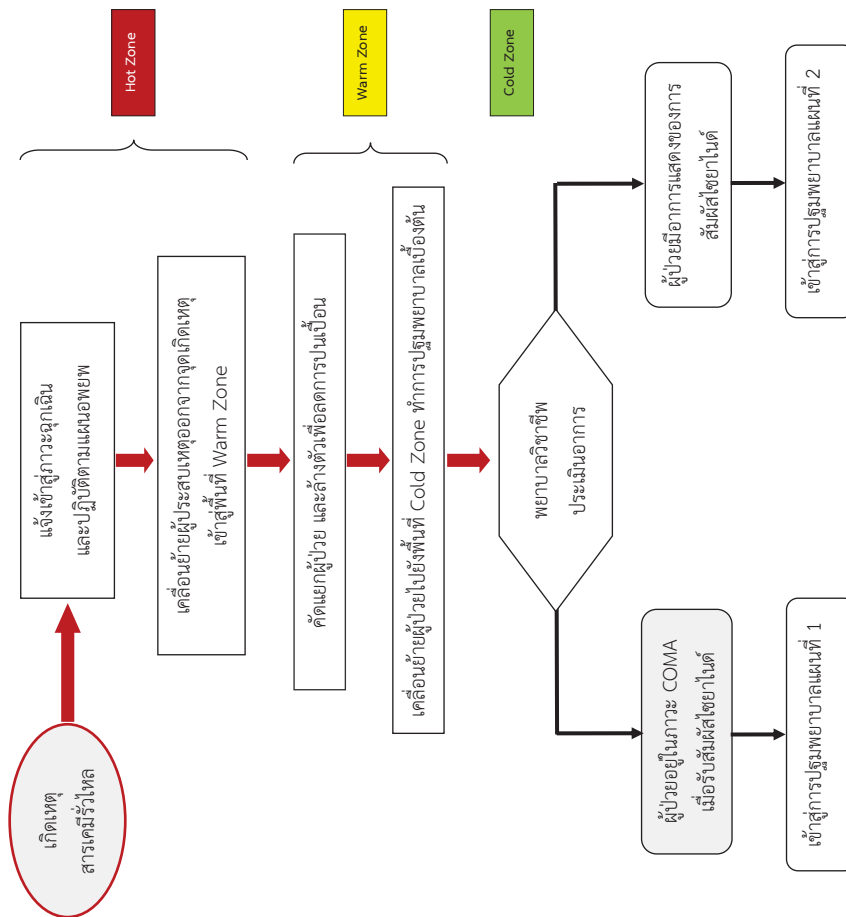 เกิดเหตุ
สารเคมีรั่วไหล
แจ้งเข้าสู่ภาวะฉุกเฉิน
และปฏิบัติตามแผนอพยพ
เคลื่อนย้ายผู้ประสบเหตุออกจากจุดเกิดเหตุ
เข้าสู่พื้นที่ Warm Zone
Hot Zone
คัดแยกผู้ป่วย และล้างตัวเพื่อลดการปนเปื้อน
เคลื่อนย้ายผู้ป่วยไปยังพื้นที่ Cold Zone ทำการปฐมพยาบาลเบื้องต้น
Warm Zone
Cold Zone
พยาบาลวิชาชีพ
ประเมินอาการ
ผู้ป่วยอยู่ในภาวะ COMA
เมื่อรับสัมผัสไซยาไนด์
เข้าสู่การปฐมพยาบาลแผนที่ 1
ผู้ป่วยมีอาการแสดงของการ
สัมผัสไซยาไนด์
เข้าสู่การปฐมพยาบาลแผนที่ 2